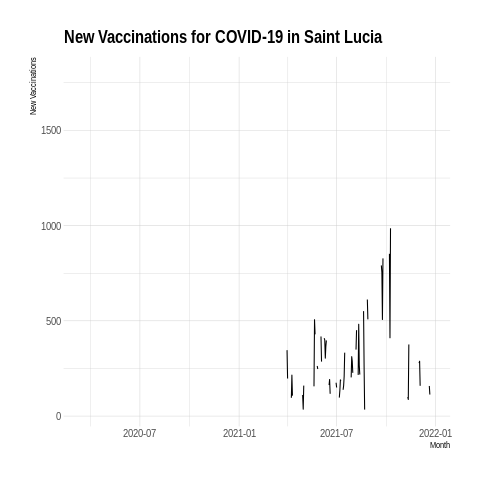 New Vaccinations for COVID-19 in Saint Lucia
New Vaccinations
1500
1000
500
0
2020-07 2021-01 2021-07 2022-01
Month